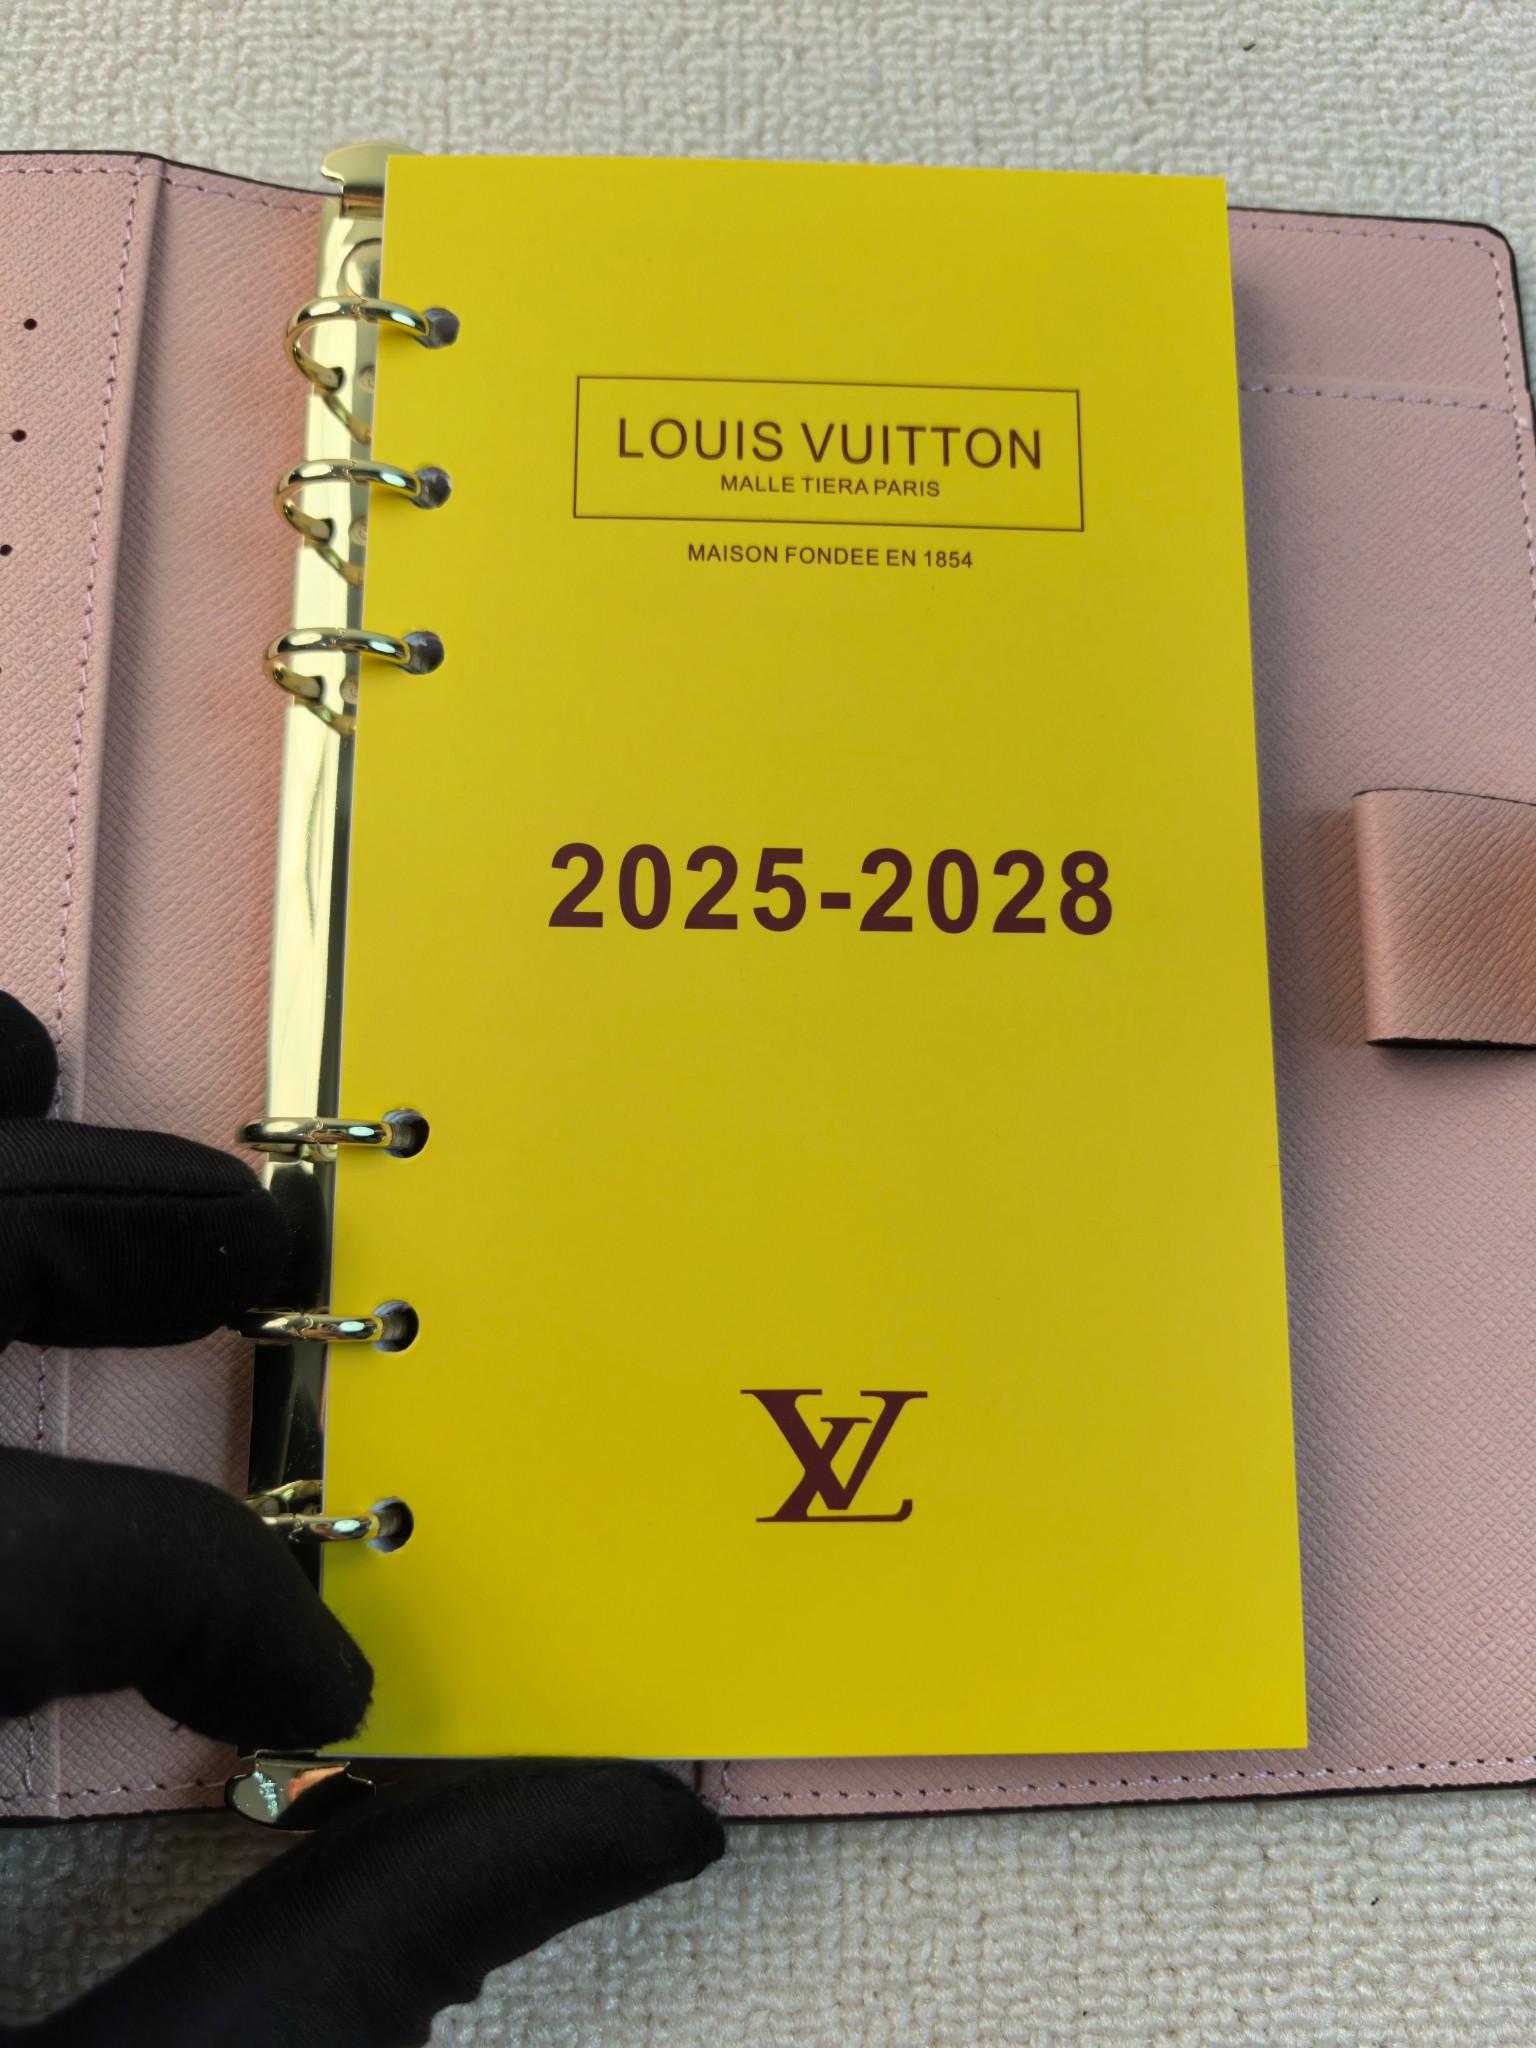 LOUIS VUITTON
MALLE TIERA PARIS
MAISON FONDEE EN 1854
2025-2028
LV